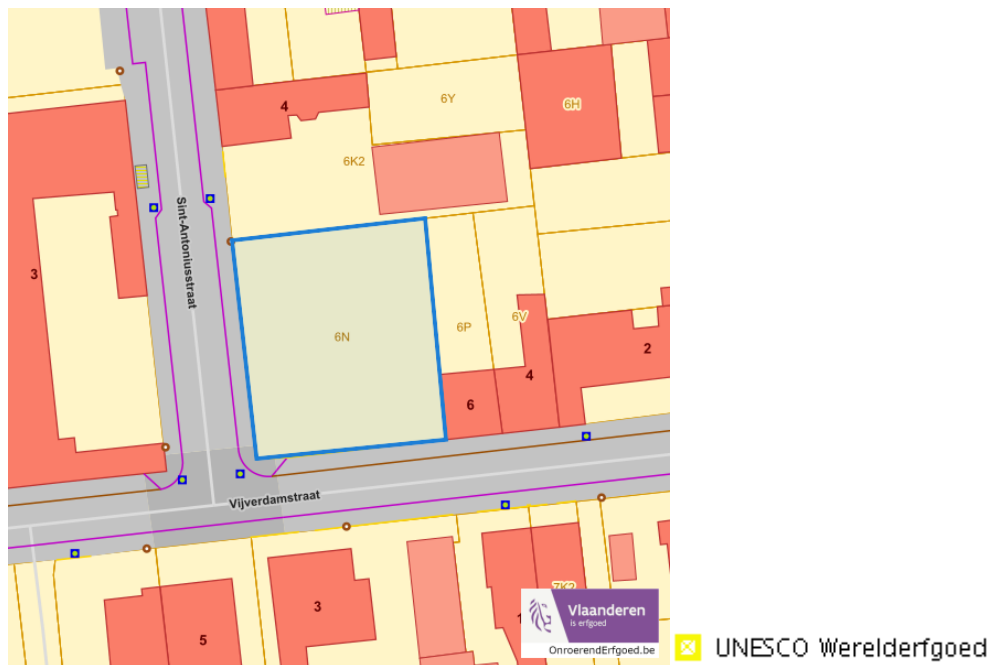 4
6Y
6H
6K2
Sint-Antoniusstraat
3
6N
6P
6V
2
4
6
Vijverdamstraat
3
5
7K2
Vlaanderen
is erfgoed
OnroerendErfgoed.be
UNESCO Werelderfgoed